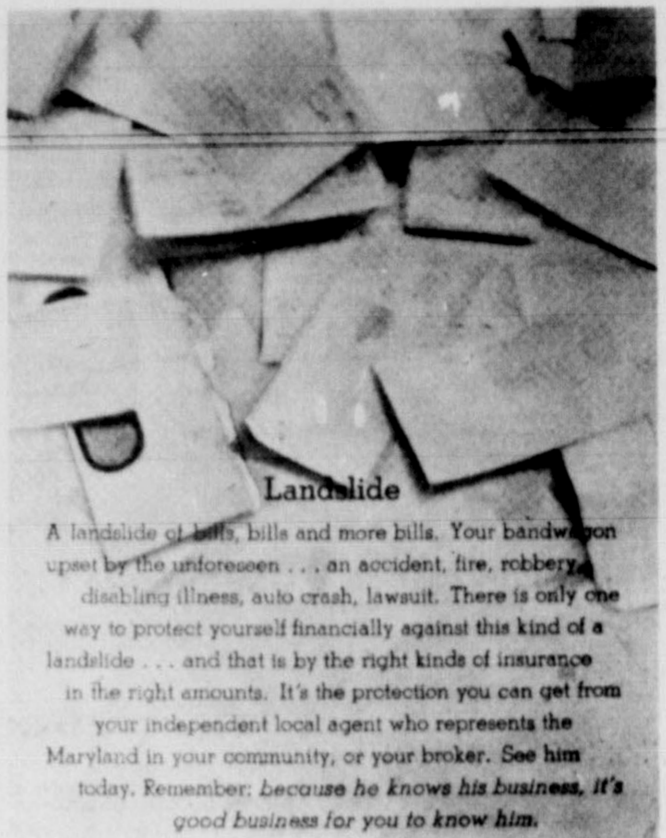 Landslide
A landslide of bills, bills and more bills. Your bandwagon
upset by the unforeseen . . . an accident, fire, robbery,
disabling illness, auto crash, lawsuit. There is only one
way to protect yourself financially against this kind of a
landslide . . . and that is by the right kinds of insurance
in the right amounts. It's the protection you can get from
your independent local agent who represents the
Maryland in your community, or your broker. See him
today. Remember: because he knows his business, it's
good business for you to know him.